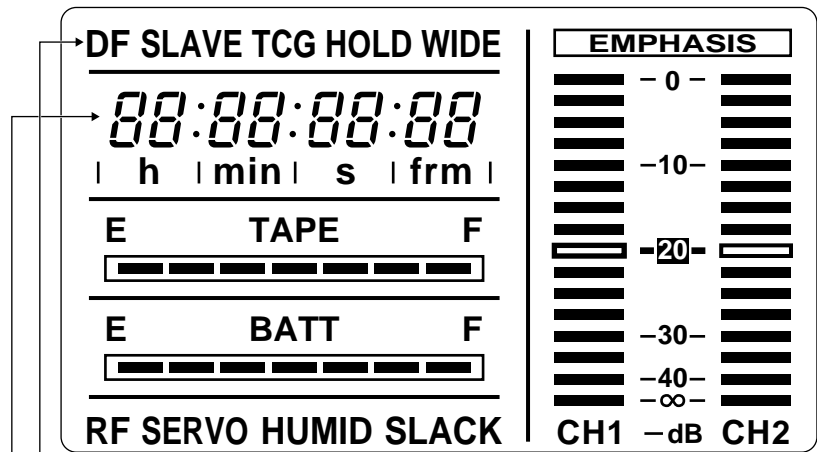 DF SLAVE TCG HOLD WIDE
88:88:88:88
h min s frm
E TAPE F
E BATT F
RF SERVO HUMID SLACK
EMPHASIS
0
-10-
-20-
-30-
-40-
-∞-
CH1 -dB CH2